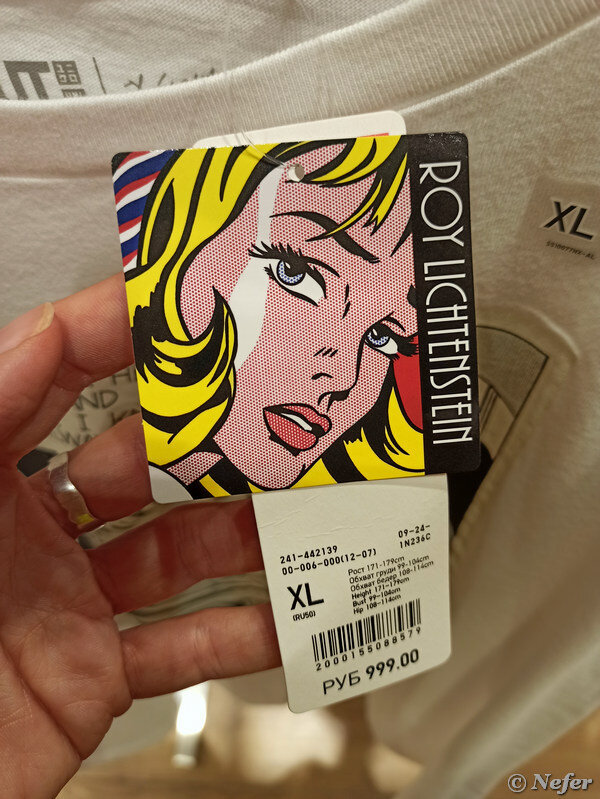 XL
ROY LICHTENSTEIN
241-442139
09-24-
00-006-000(12-07)
1N236C
XL
(RU50)
Рост 171-179cm
Обхват груди 99-104cm
Обхват бедер 108-114cm
Height 171-179cm
Bust 99-104cm
Hip 108-114cm
2000155088579
РУБ 999.00
© Nefer